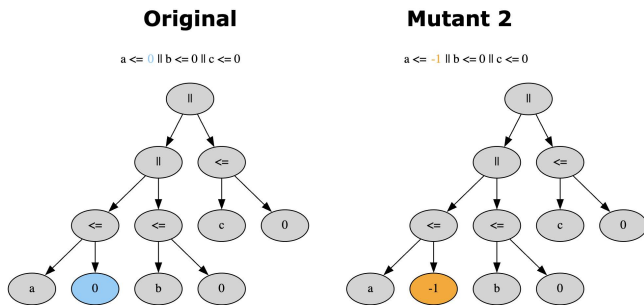 Original Mutant 2
a <= 0 || b <= 0 || c <= 0 a <= -1 || b <= 0 || c <= 0
|| ||
|| <= || <=
<= <= c 0 <= <= c 0
a 0 b 0 a -1 b 0